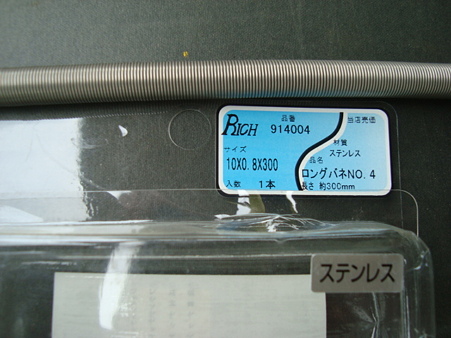 RICH
品番
914004
当店売価
サイズ
10X0.8X300
材質
ステンレス
品名
ロングバネNO.4
入数 1本
長さ 約300mm
ステンレス